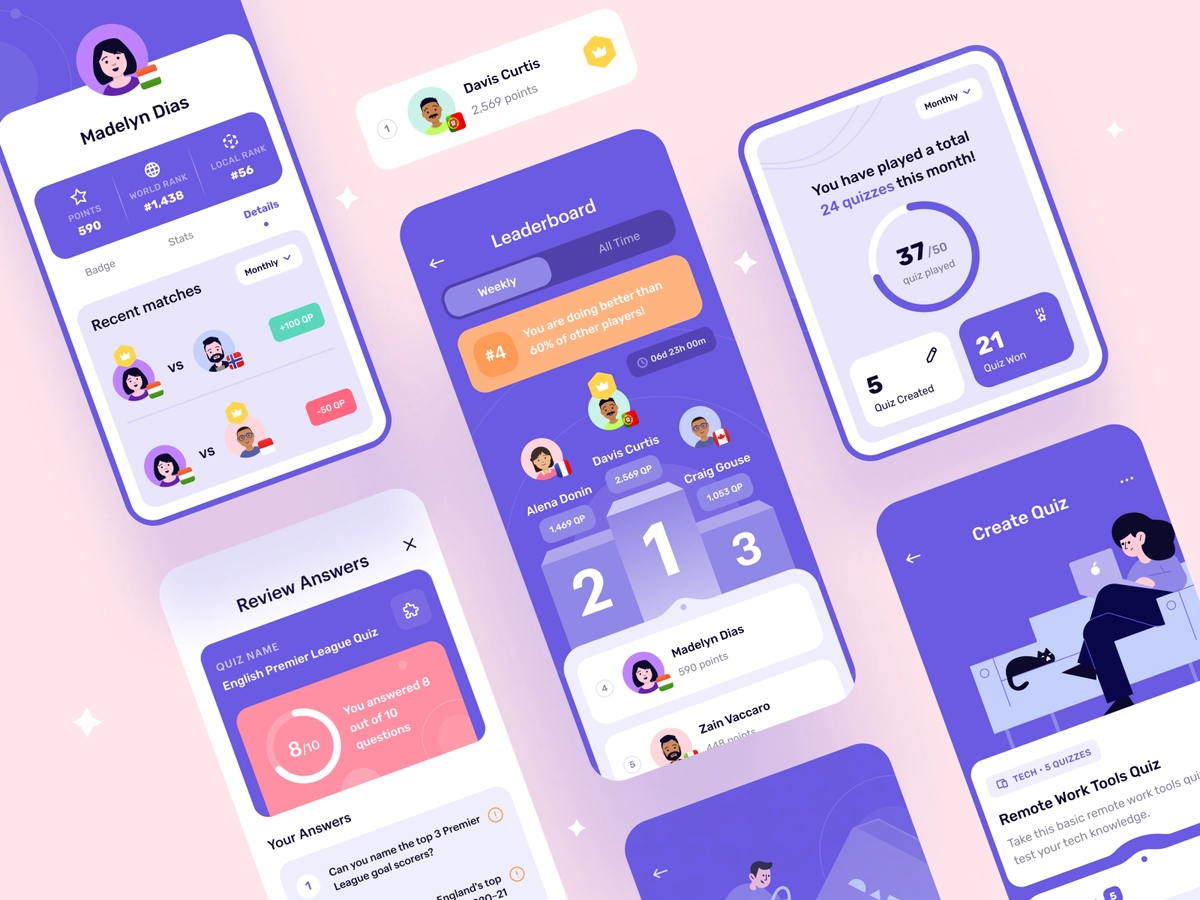 Madelyn Dias
POINTS
590
WORLD RANK
#1,438
LOCAL RANK
#56
Badge
Stats
Details
Recent matches
Monthly
VS
+100 QP
VS
-50 QP
1
Davis Curtis
2,569 points
Leaderboard
Weekly
All Time
#4
You are doing better than
60% of other players!
06d 23h 00m
Davis Curtis
2,569 QP
Alena Donin
1,469 QP
Craig Gouse
1,053 QP
1
2
3
4
Madelyn Dias
590 points
5
Zain Vaccaro
448 points
Monthly
You have played a total
24 quizzes this month!
37/50
quiz played
5
Quiz Created
21
Quiz Won
Review Answers
QUIZ NAME
English Premier League Quiz
8/10
You answered 8
out of 10
questions
Your Answers
1
Can you name the top 3 Premier
League goal scorers?
England's top
Create Quiz
TECH • 5 QUIZZES
Remote Work Tools Quiz
Take this basic remote work tools
test your tech knowledge.
5